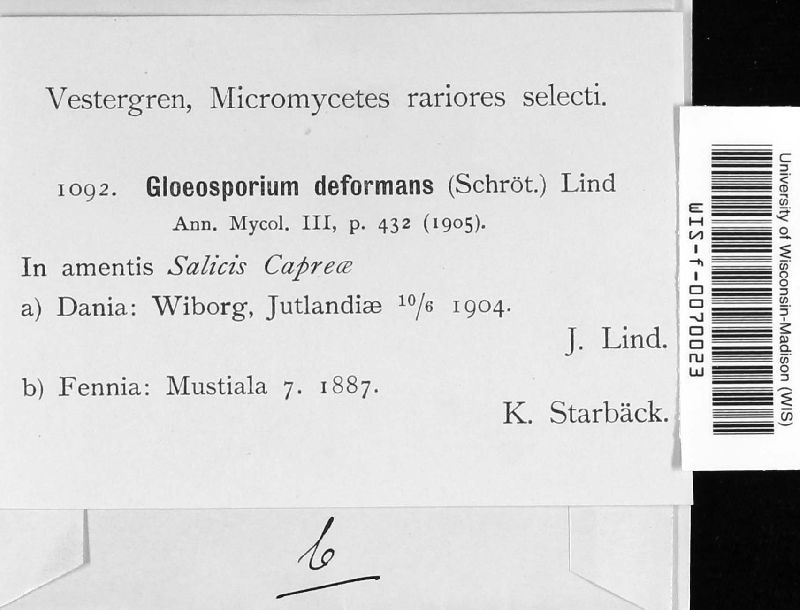 Vestergren, Micromycetes rariores selecti.
1092. Gloeosporium deformans (Schröt.) Lind
Ann. Mycol. III, p. 432 (1905).
In amentis Salicis Capreæ
a) Dania: Wiborg, Jutlandiæ 10/6 1904.
J. Lind.
b) Fennia: Mustiala 7. 1887.
K. Starbäck.
b
University of Wisconsin-Madison (WIS)
WIS-f-0070023